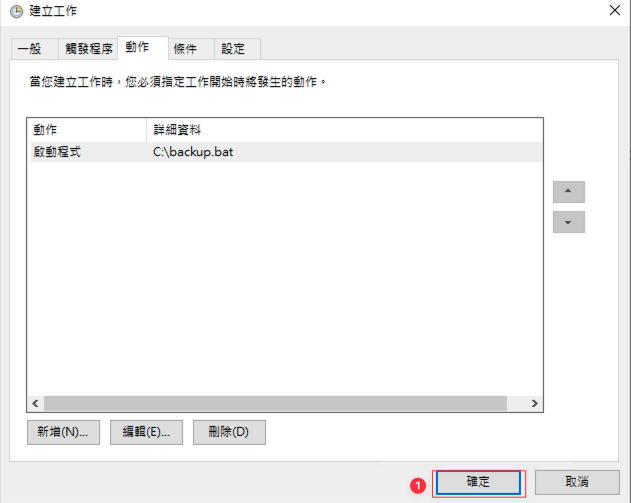 建立工作
一般 觸發程序 動作 條件 設定
當您建立工作時，您必須指定工作開始時將發生的動作。
動作 詳細資料
啟動程式 C:\backup.bat
新增(N)... 編輯(E)... 刪除(D)
1 確定 取消